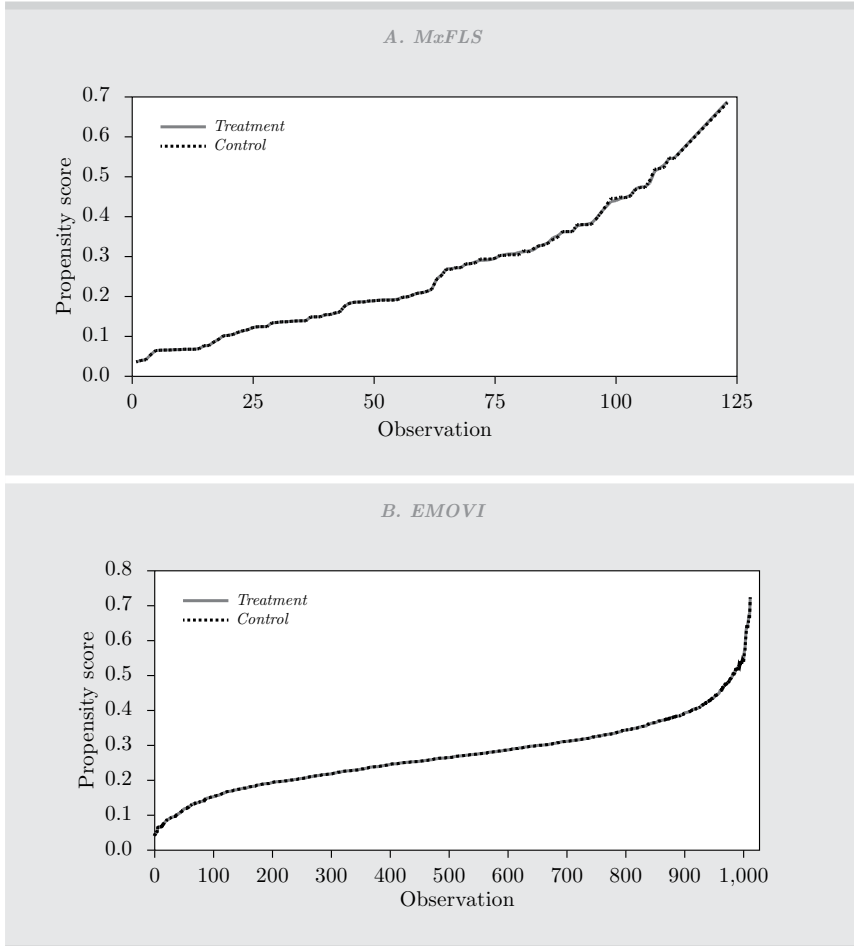 A. MxFLS
0.7
0.6
0.5
0.4
0.3
0.2
0.1
0.0
Propensity score
Treatment
Control
0 25 50 75 100 125
Observation
B. EMOVI
0.8
0.7
0.6
0.5
0.4
0.3
0.2
0.1
0.0
Propensity score
Treatment
Control
0 100 200 300 400 500 600 700 800 900 1,000
Observation